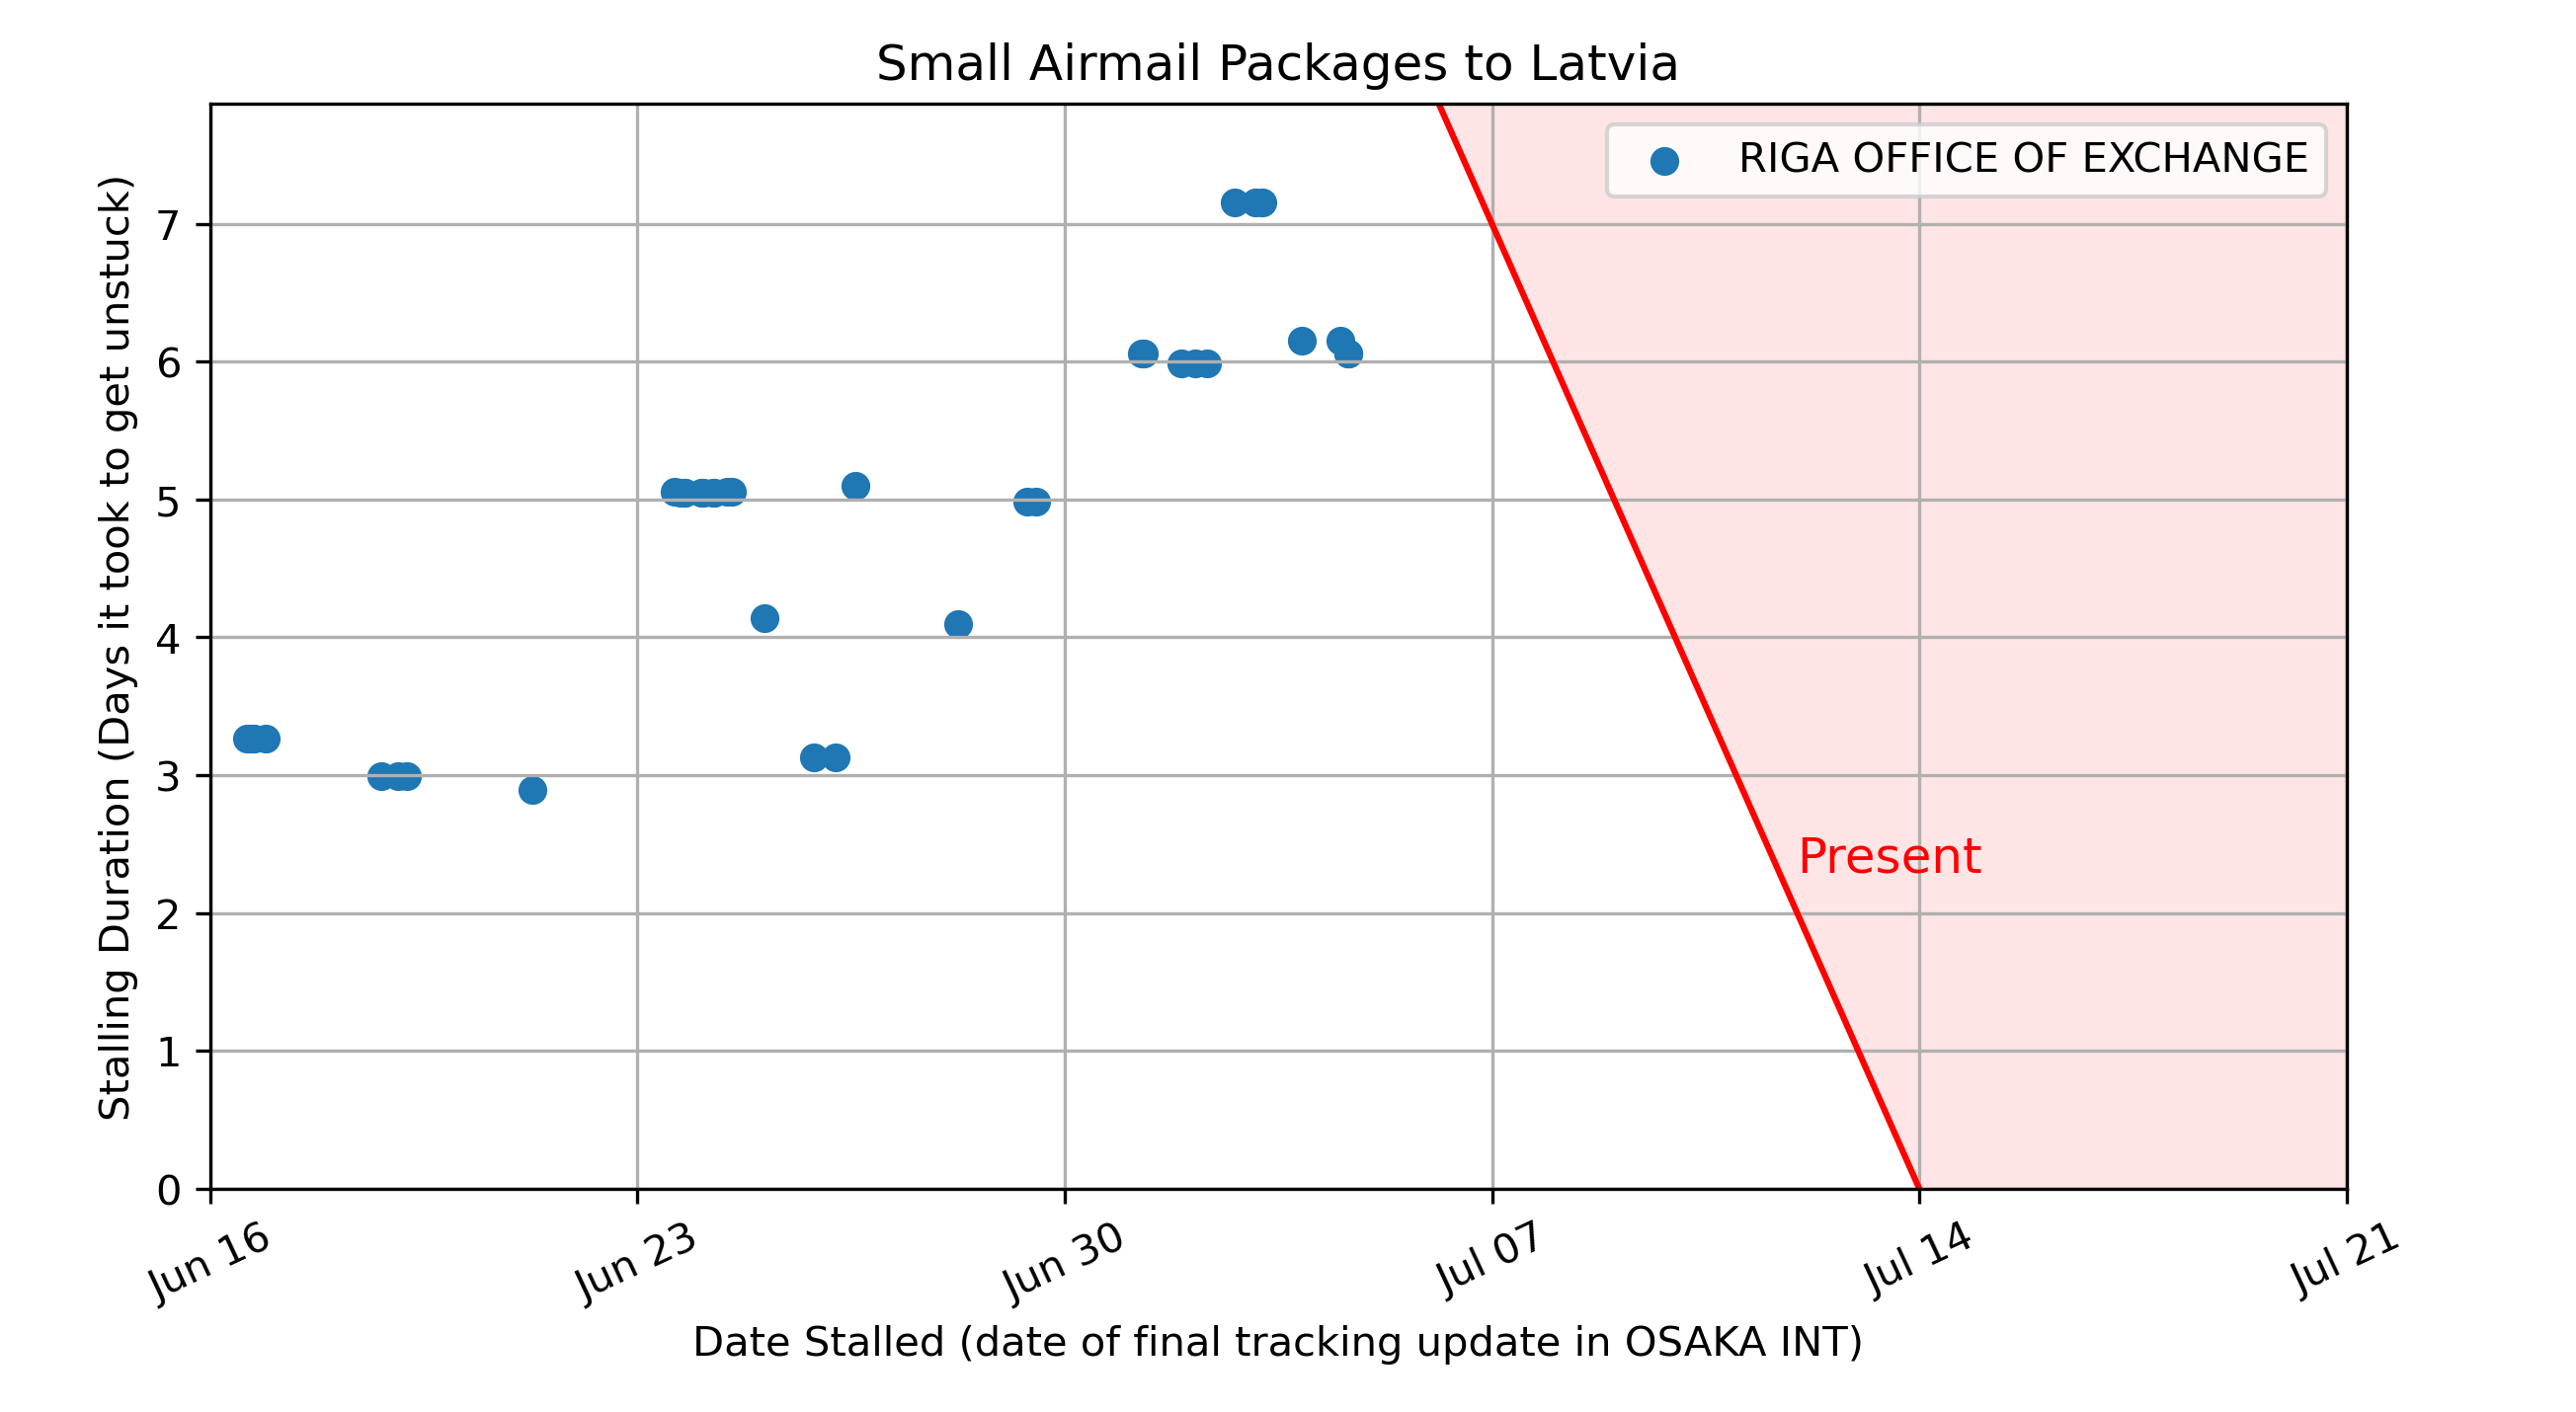 Small Airmail Packages to Latvia
RIGA OFFICE OF EXCHANGE
Stalling Duration (Days it took to get unstuck)
7
6
5
4
3
2
1
0
Present
Jun 16
Jun 23
Jun 30
Jul 07
Jul 14
Jul 21
Date Stalled (date of final tracking update in OSAKA INT)